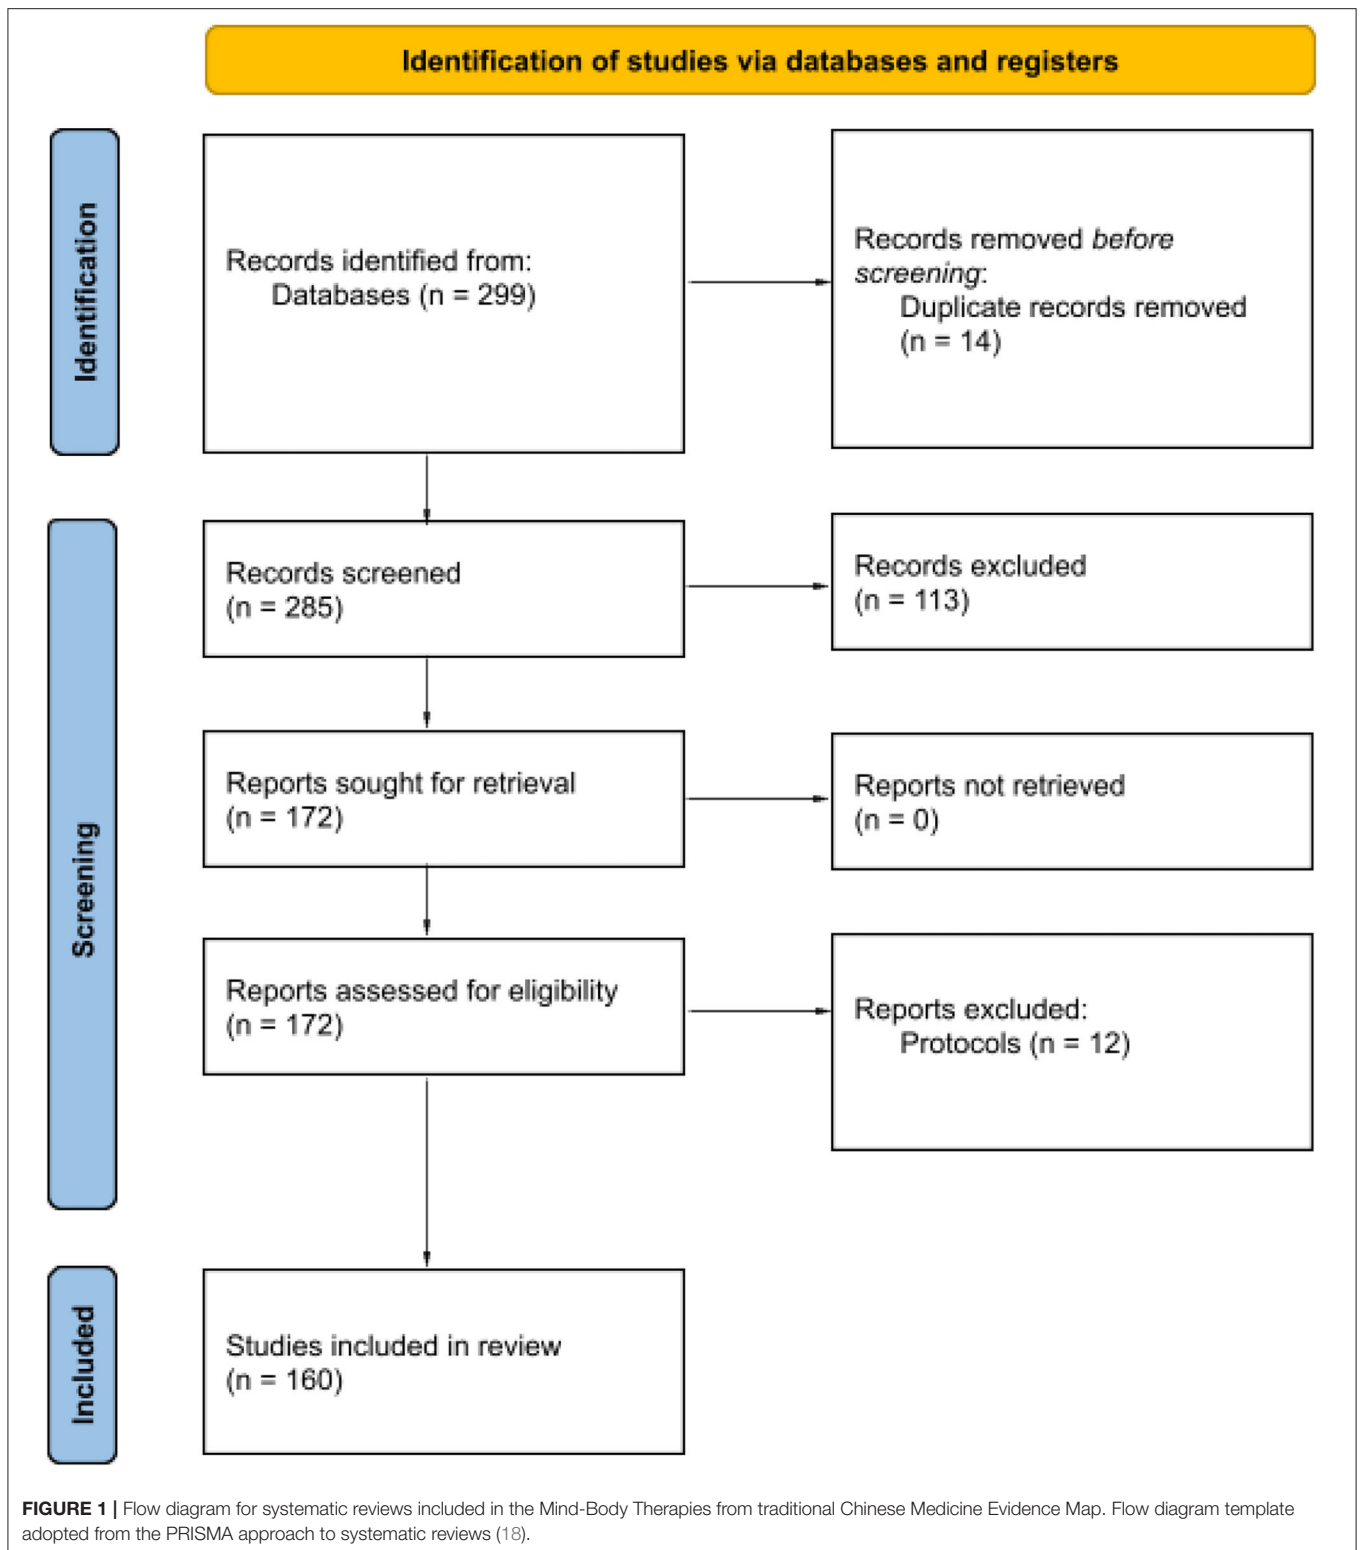 Identification of studies via databases and registers
Identification
Records identified from:
Databases (n = 299)
Records removed before
screening:
Duplicate records removed
(n = 14)
Screening
Records screened
(n = 285)
Records excluded
(n = 113)
Reports sought for retrieval
(n = 172)
Reports not retrieved
(n = 0)
Reports assessed for eligibility
(n = 172)
Reports excluded:
Protocols (n = 12)
Included
Studies included in review
(n = 160)
FIGURE 1 | Flow diagram for systematic reviews included in the Mind-Body Therapies from traditional Chinese Medicine Evidence Map. Flow diagram template
adopted from the PRISMA approach to systematic reviews (18).